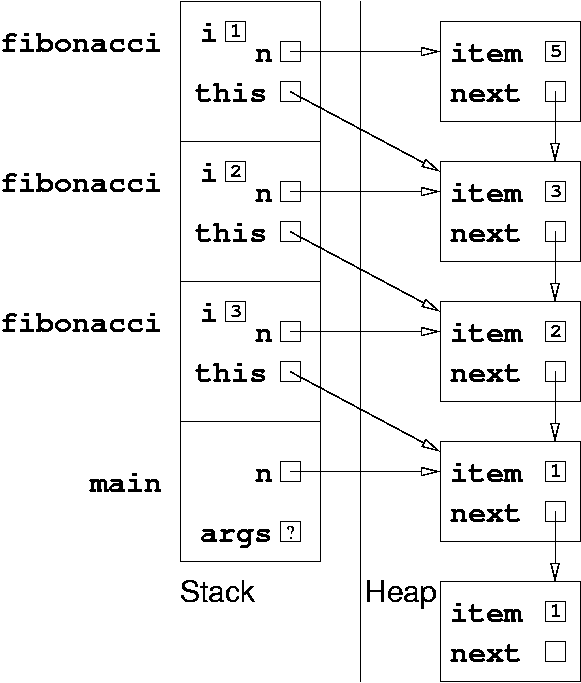 fibonacci
i 1
n
this
fibonacci
i 2
n
this
fibonacci
i 3
n
this
main
n
args ?
Stack
item 5
next
item 3
next
item 2
next
item 1
next
Heap
item 1
next